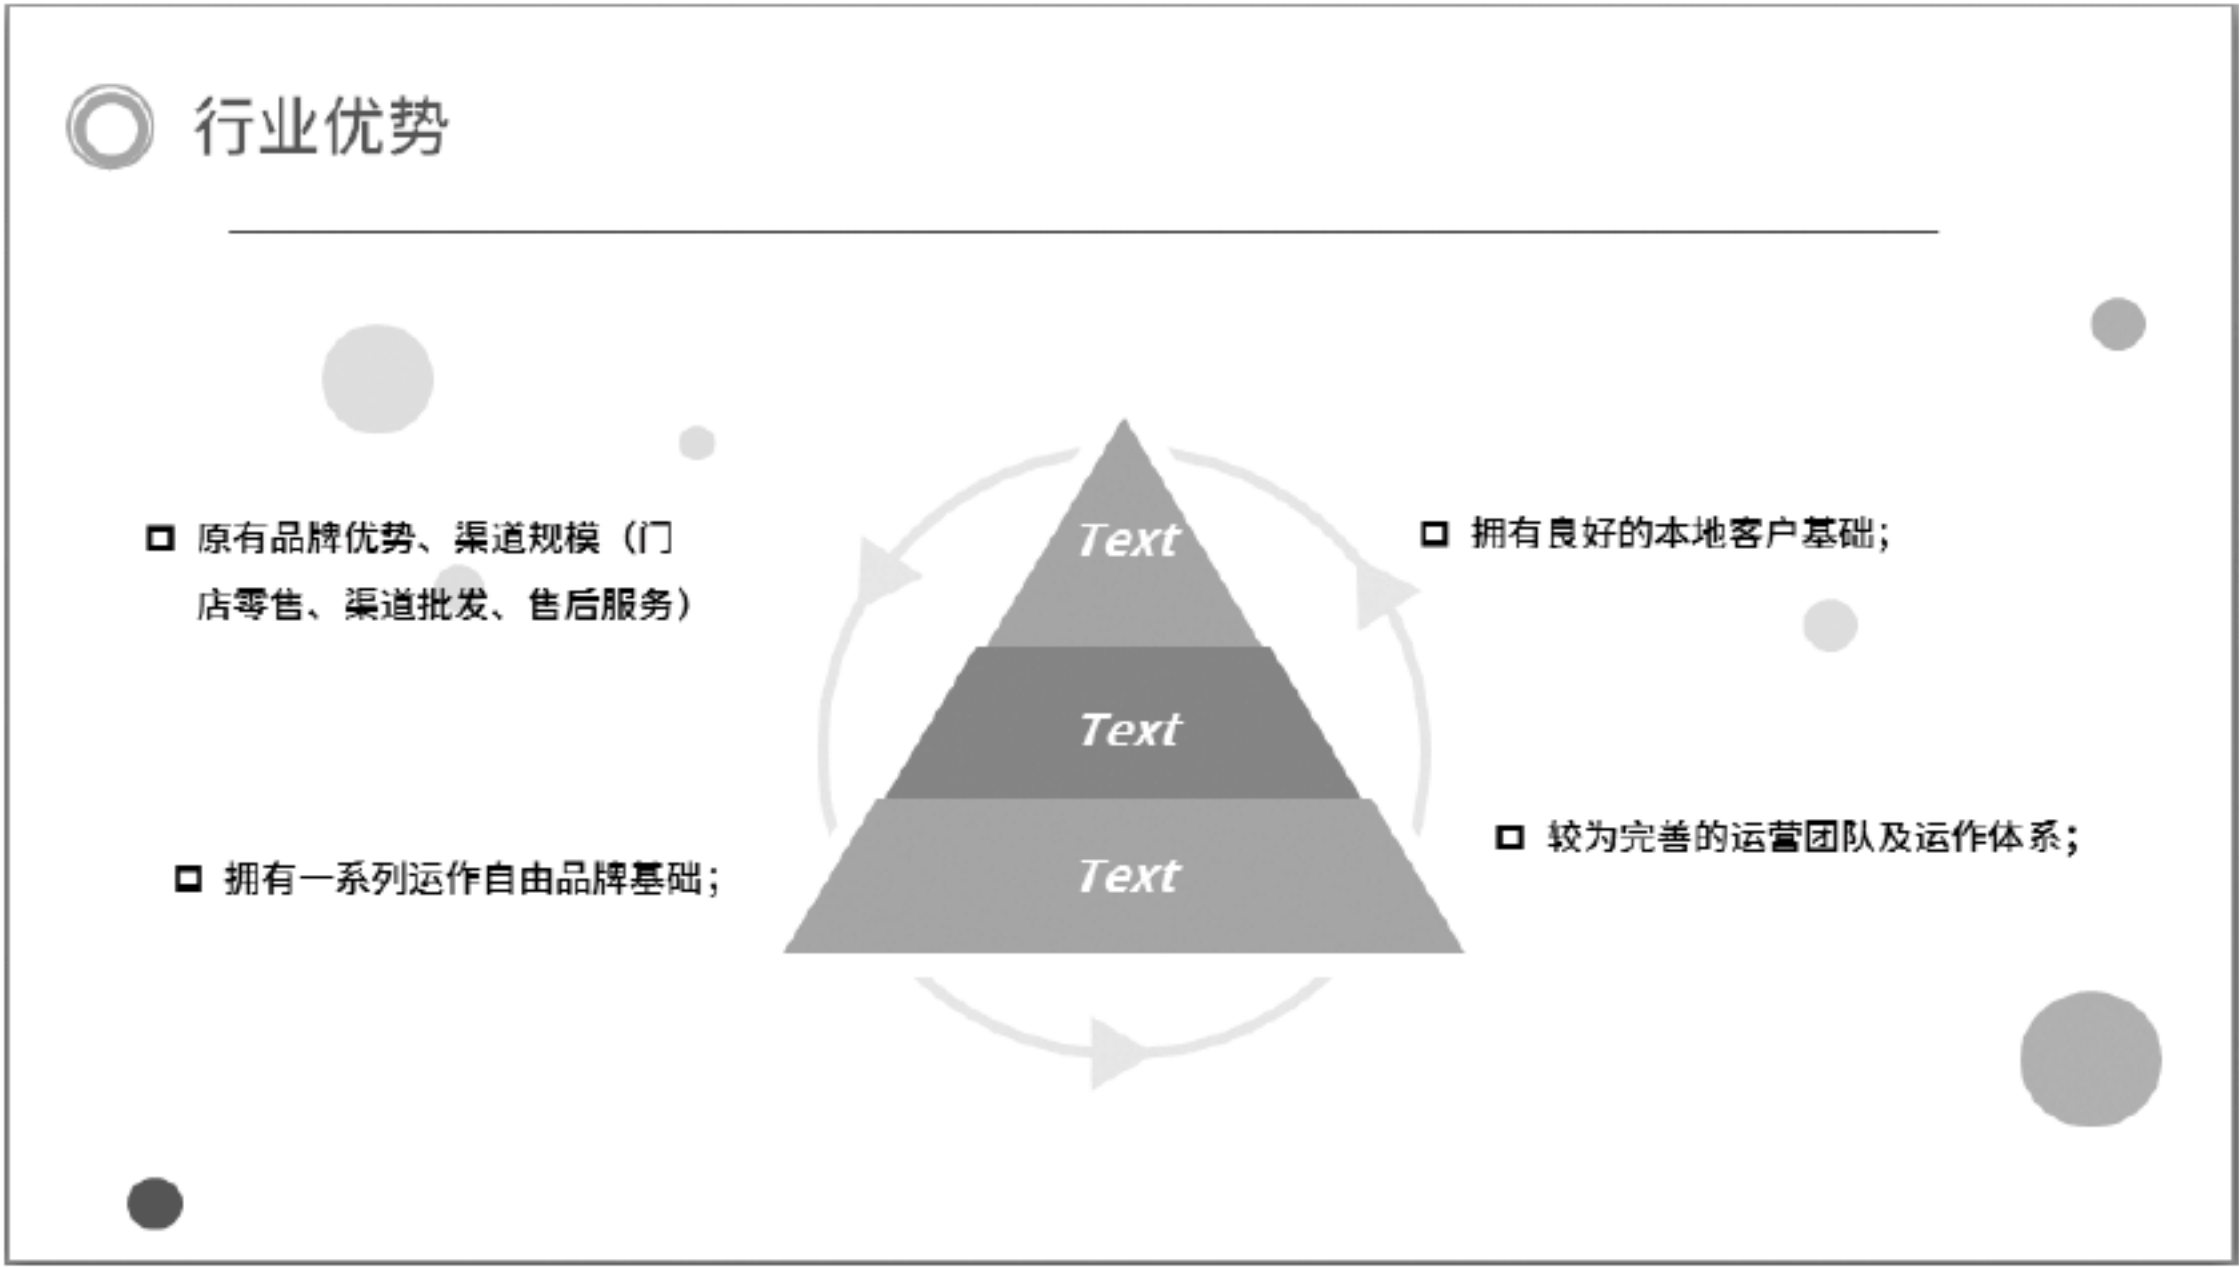 行业优势
原有品牌优势、渠道规模（门
店零售、渠道批发、售后服务）
拥有一系列运作自由品牌基础；
Text
Text
Text
拥有良好的本地客户基础；
较为完善的运营团队及运作体系；